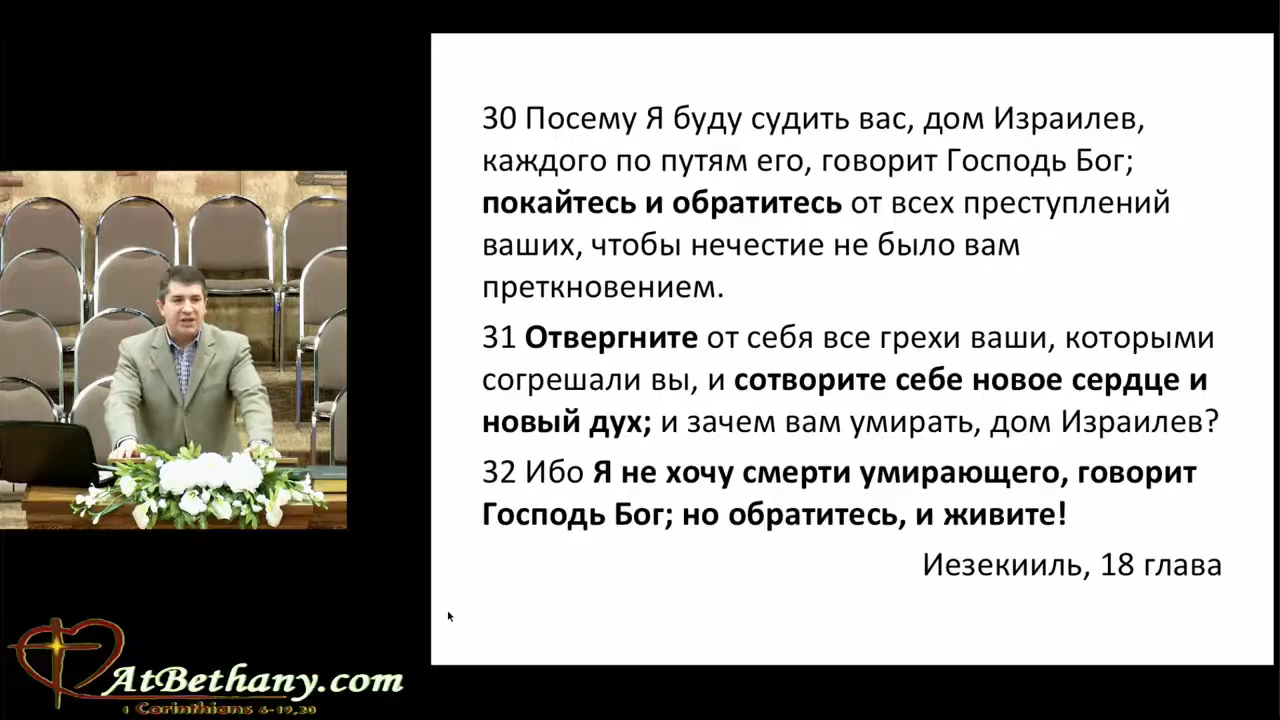 30 Посему Я буду судить вас, дом Израилев,
каждого по путям его, говорит Господь Бог;
покайтесь и обратитесь от всех преступлений
ваших, чтобы нечестие не было вам
преткновением.
31 Отвергните от себя все грехи ваши, которыми
согрешали вы, и сотворите себе новое сердце и
новый дух; и зачем вам умирать, дом Израилев?
32 Ибо Я не хочу смерти умирающего, говорит
Господь Бог; но обратитесь, и живите!
Иезекииль, 18 глава
AtBethany.com
1 Corinthians 6-19,20